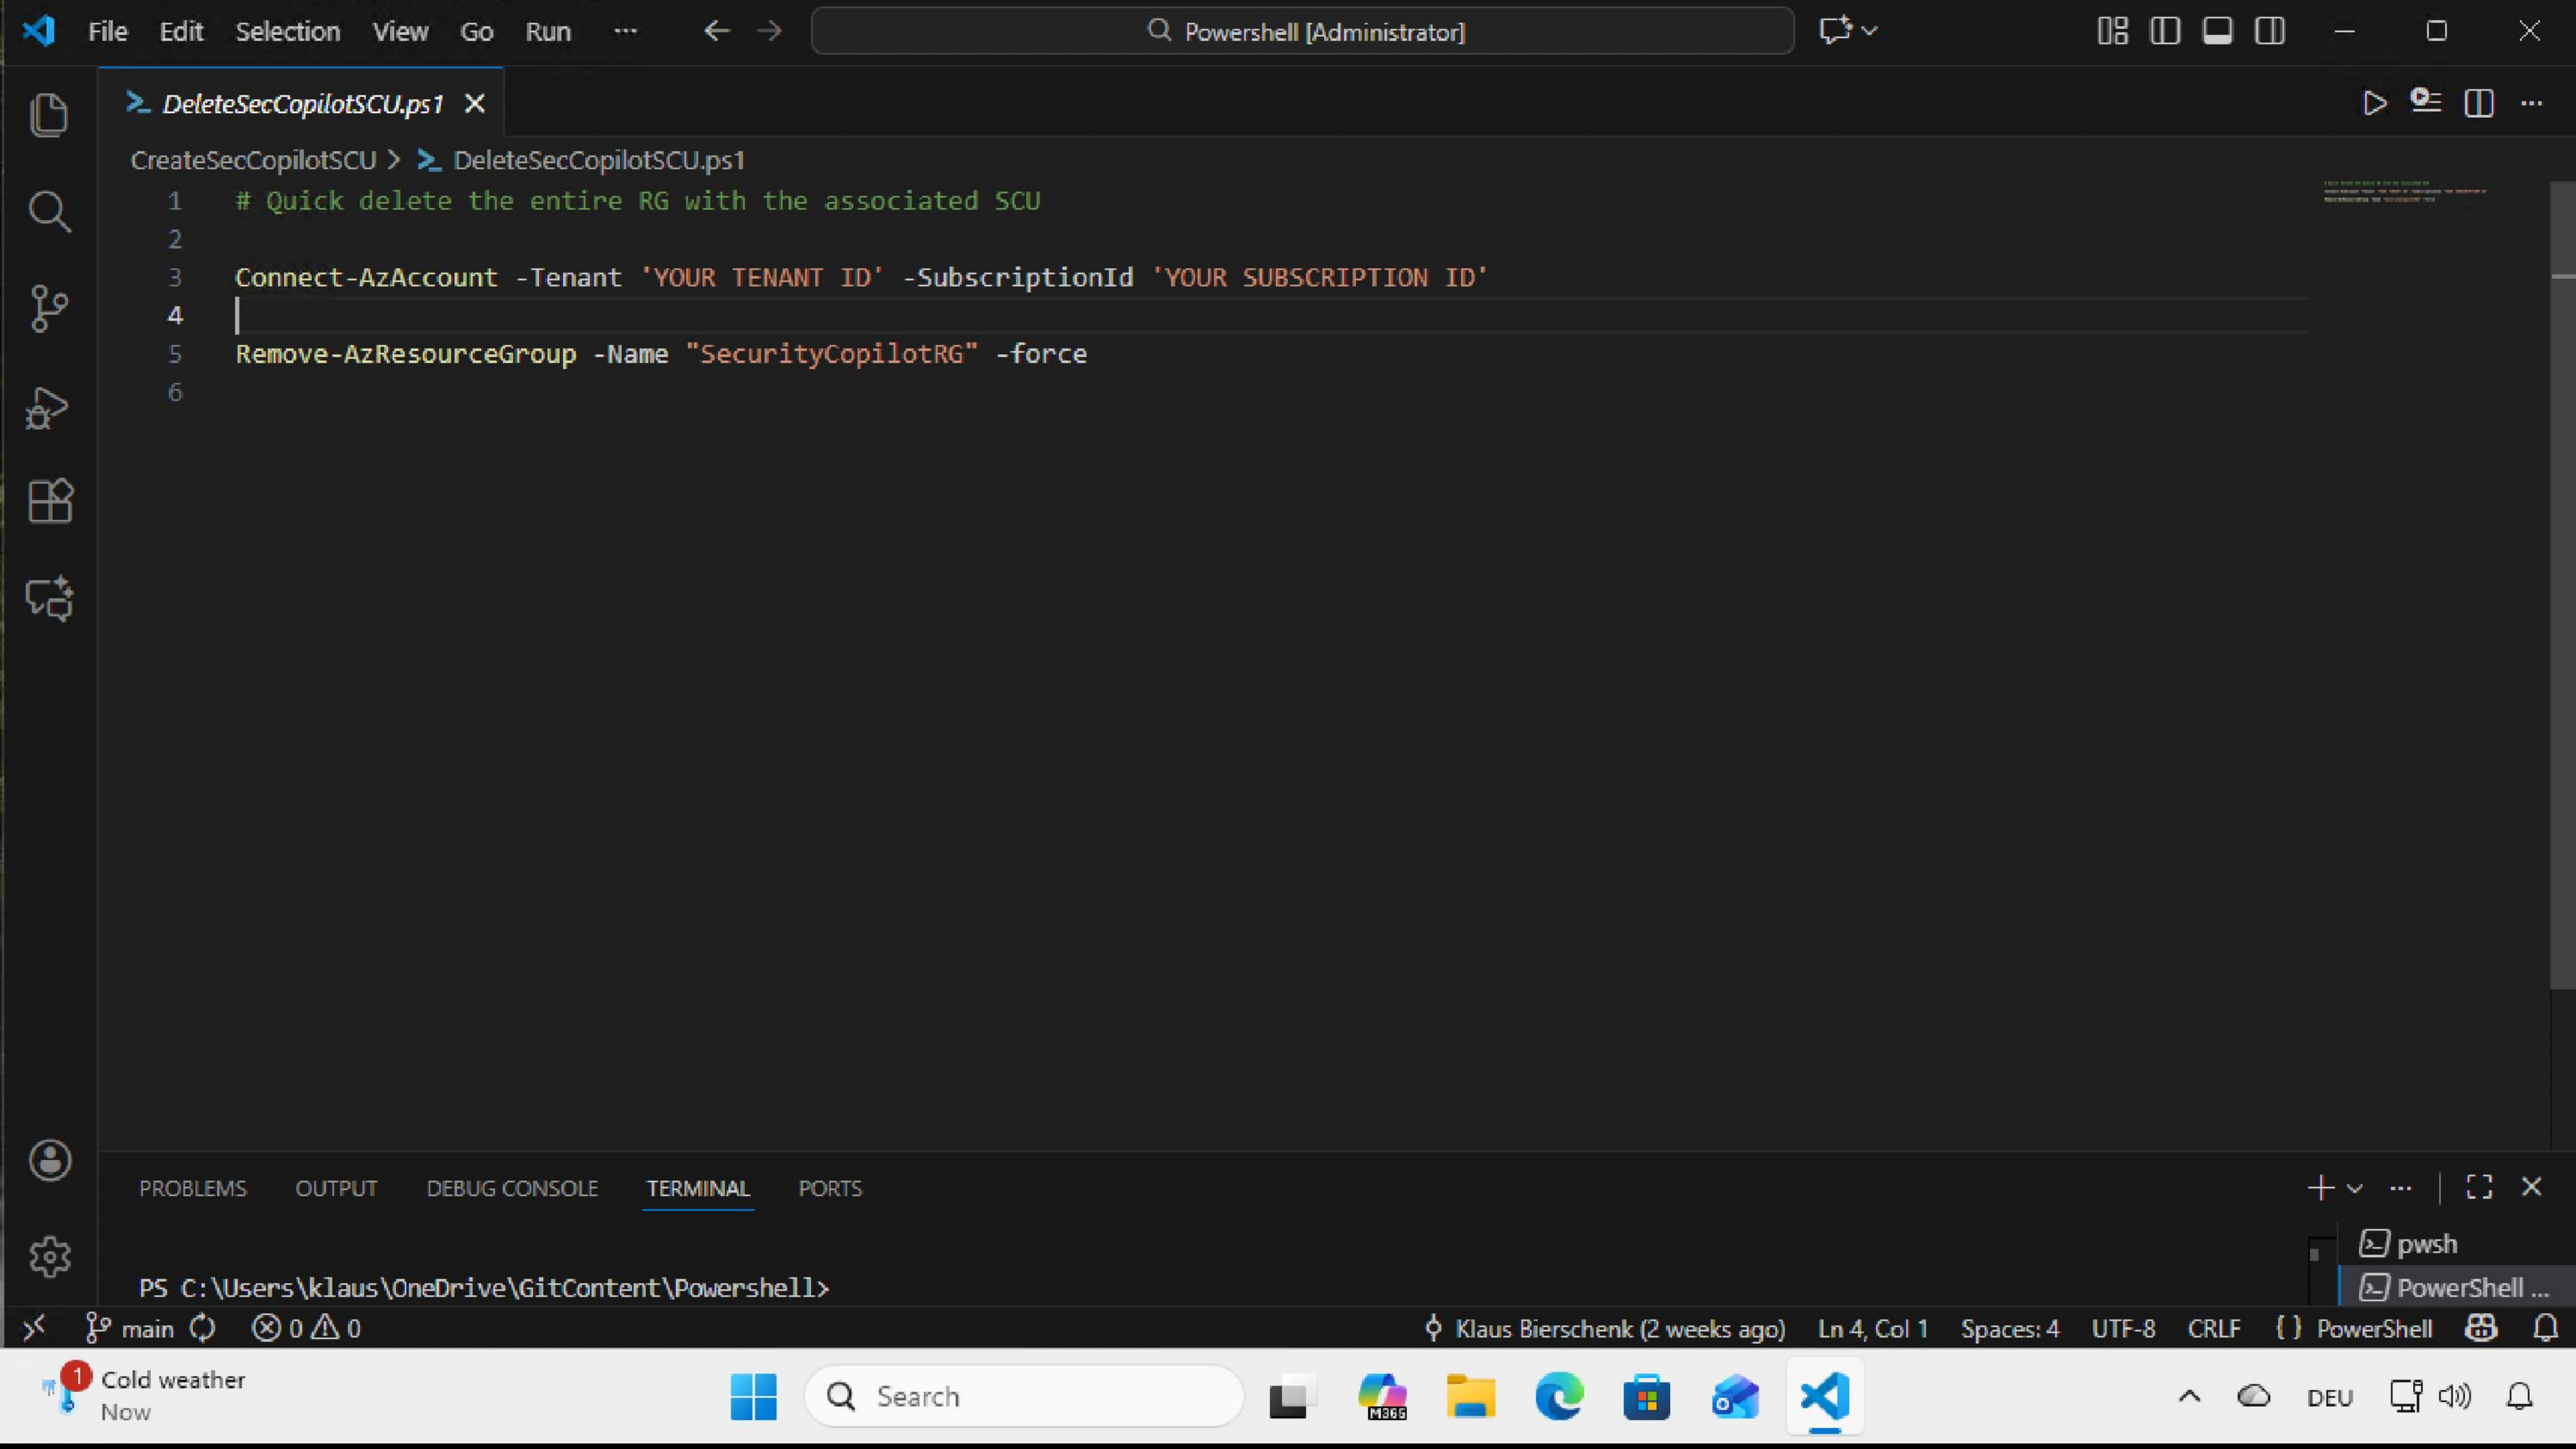 File Edit Selection View Go Run ··· Powershell [Administrator]
DeleteSecCopilotSCU.ps1
CreateSecCopilotSCU > DeleteSecCopilotSCU.ps1
1 # Quick delete the entire RG with the associated SCU
2
3 Connect-AzAccount -Tenant 'YOUR TENANT ID' -SubscriptionId 'YOUR SUBSCRIPTION ID'
4
5 Remove-AzResourceGroup -Name "SecurityCopilotRG" -force
6
PROBLEMS OUTPUT DEBUG CONSOLE TERMINAL PORTS
pwsh
PS C:\Users\klaus\OneDrive\GitContent\Powershell>
PowerShell ...
main 0 0 Klaus Bierschenk (2 weeks ago) Ln 4, Col 1 Spaces: 4 UTF-8 CRLF { } PowerShell
1 Cold weather
Now
Search
M365
DEU